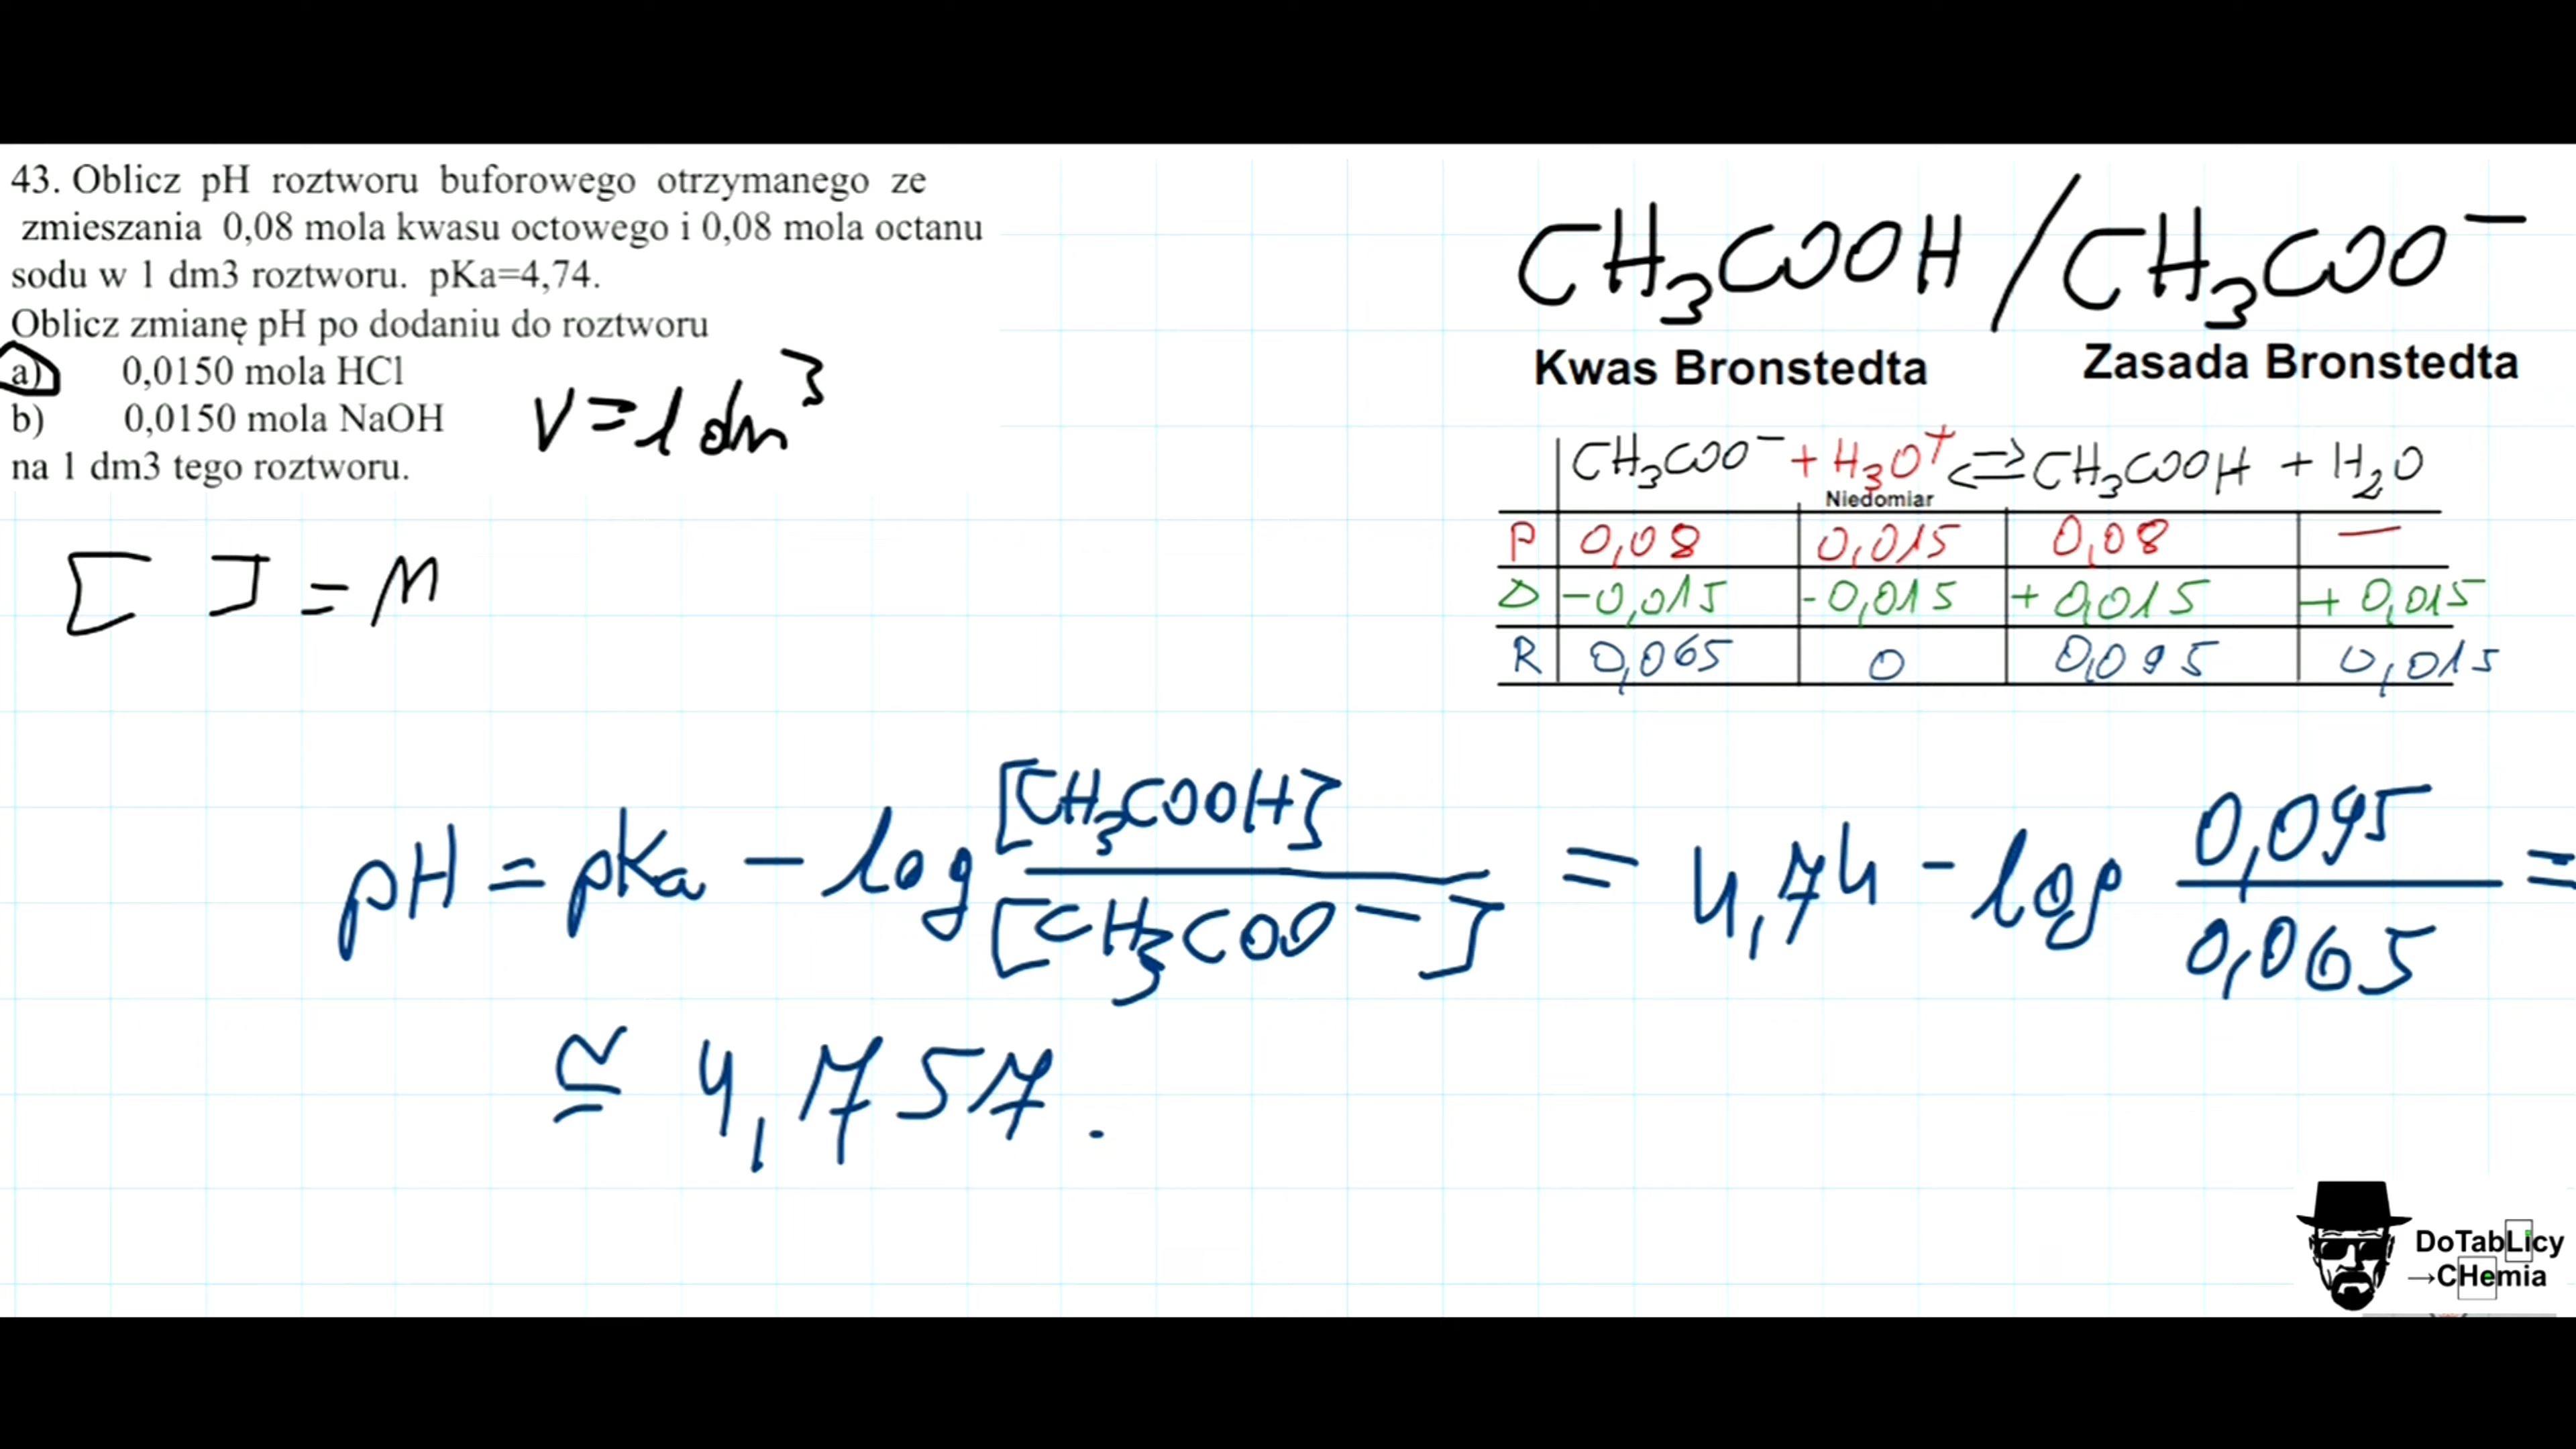 43. Oblicz pH roztworu buforowego otrzymanego ze
zmieszania 0,08 mola kwasu octowego i 0,08 mola octanu
sodu w 1 dm3 roztworu. pKa=4,74.
Oblicz zmianę pH po dodaniu do roztworu
a) 0,0150 mola HCl
b) 0,0150 mola NaOH
na 1 dm3 tego roztworu.
V=1dm³
[ ] = M
CH₃COOH / CH₃COO⁻
Kwas Bronstedta Zasada Bronstedta
CH₃COO⁻ + H₃O⁺ ⇌ CH₃COOH + H₂O
Niedomiar
P 0,08 0,015 0,08 —
Δ -0,015 -0,015 +0,015 +0,015
R 0,065 0 0,095 0,015
pH = pKa - log [CH₃COOH] / [CH₃COO⁻] = 4,74 - log 0,095 / 0,065 =
≅ 4,757.
DoTabLicy
→CHemia